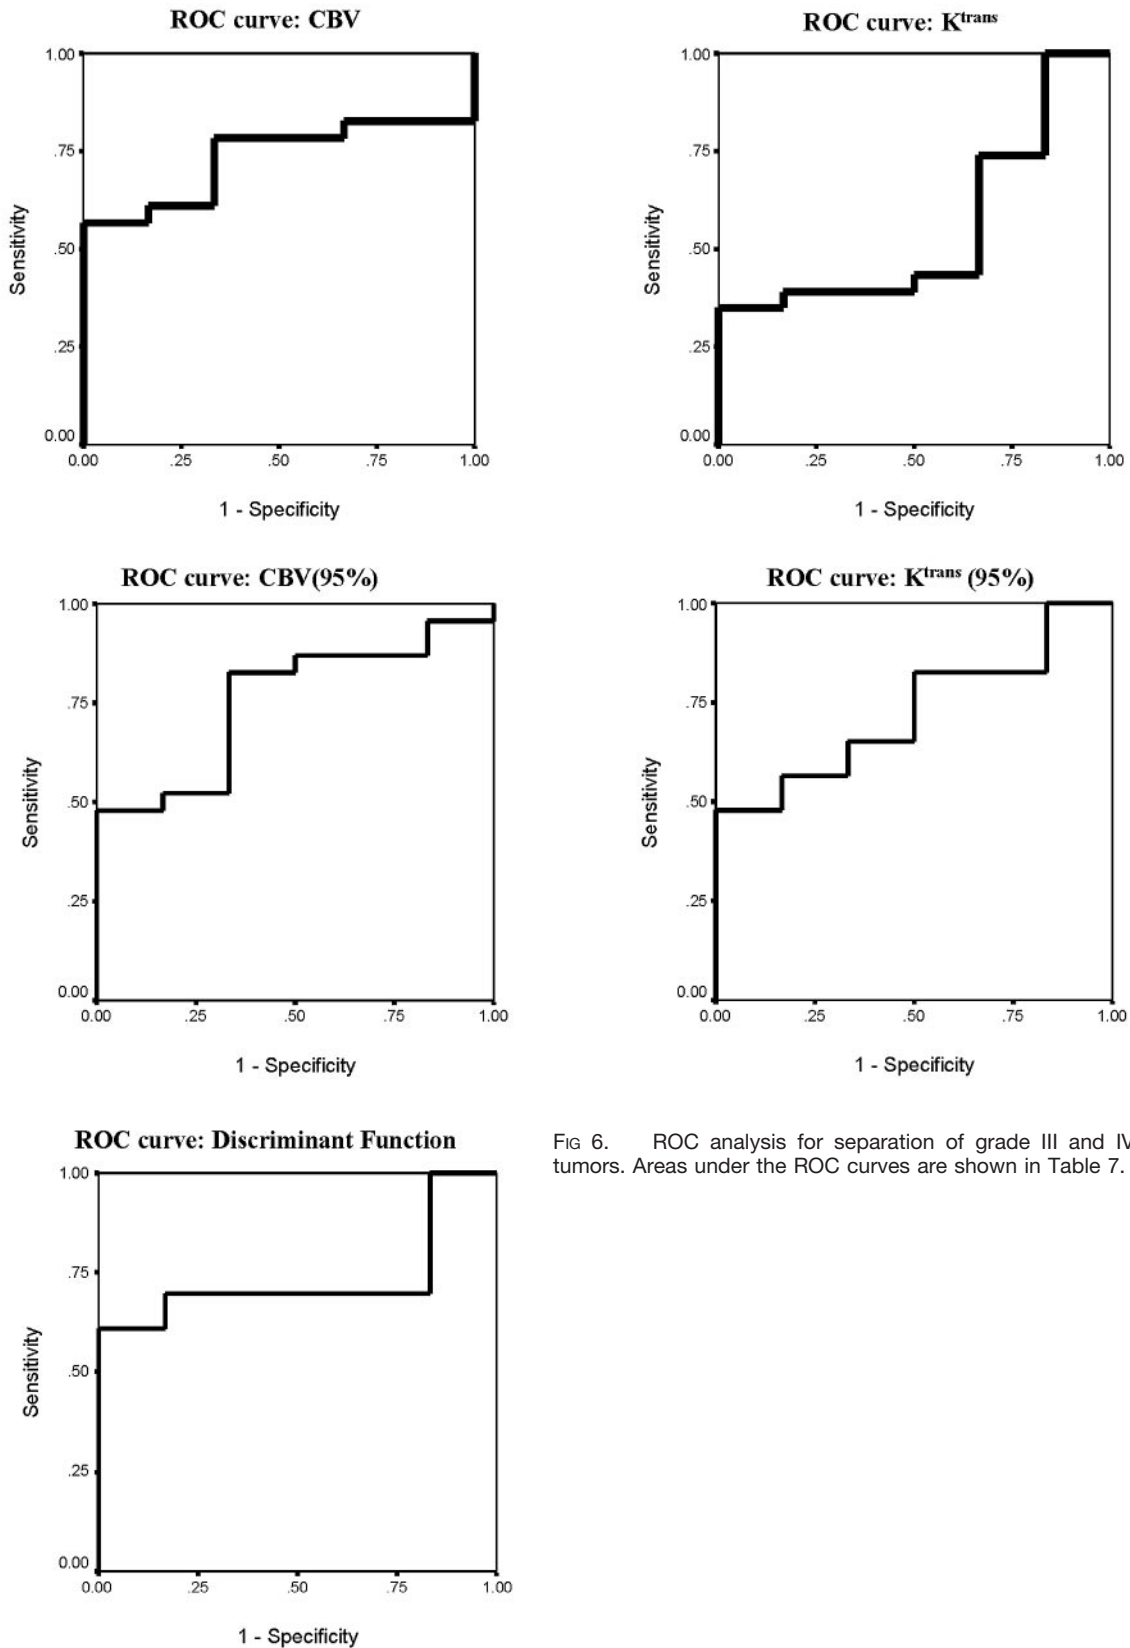 ROC curve: CBV
1.00
.75
.50
.25
0.00
Sensitivity
0.00 .25 .50 .75 1.00
1 - Specificity
ROC curve: Ktrans
1.00
.75
.50
.25
0.00
Sensitivity
0.00 .25 .50 .75 1.00
1 - Specificity
ROC curve: CBV(95%)
1.00
.75
.50
.25
0.00
Sensitivity
0.00 .25 .50 .75 1.00
1 - Specificity
ROC curve: Ktrans (95%)
1.00
.75
.50
.25
0.00
Sensitivity
0.00 .25 .50 .75 1.00
1 - Specificity
ROC curve: Discriminant Function
1.00
.75
.50
.25
0.00
Sensitivity
0.00 .25 .50 .75 1.00
1 - Specificity
FIG 6. ROC analysis for separation of grade III and IV
tumors. Areas under the ROC curves are shown in Table 7.